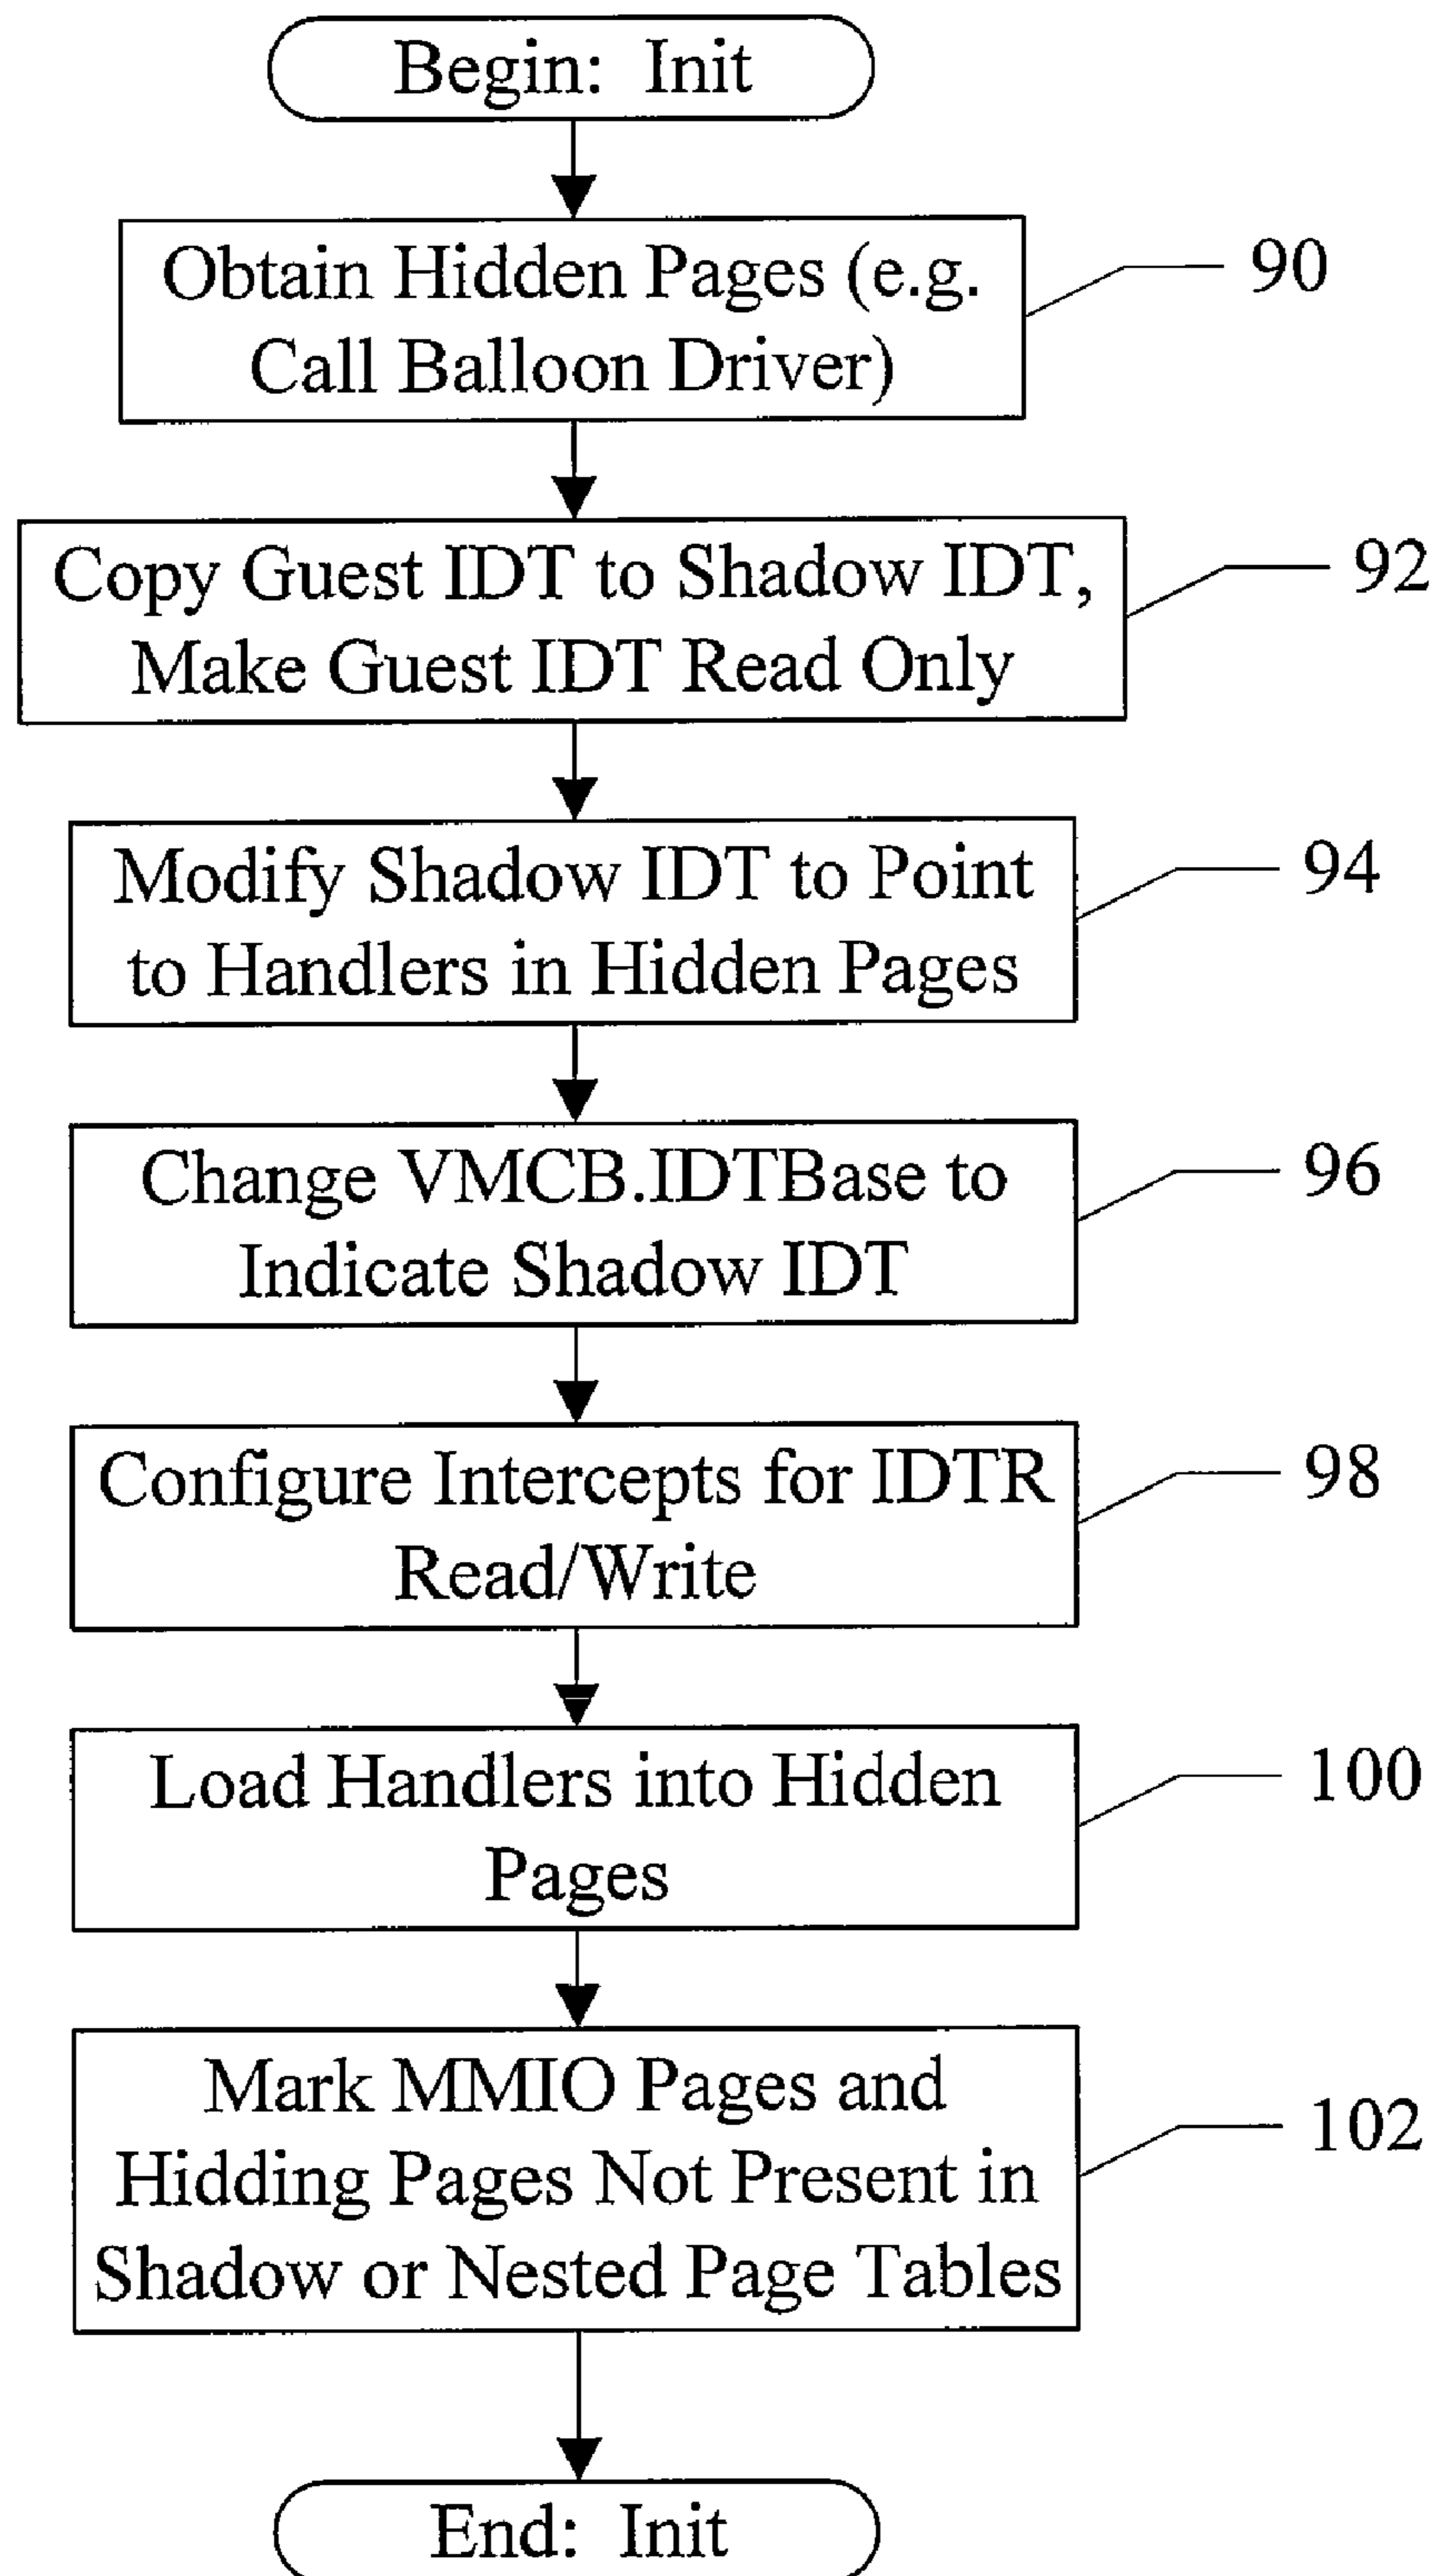 Begin: Init
Obtain Hidden Pages (e.g.
Call Balloon Driver)
90
Copy Guest IDT to Shadow IDT,
Make Guest IDT Read Only
92
Modify Shadow IDT to Point
to Handlers in Hidden Pages
94
Change VMCB.IDTBase to
Indicate Shadow IDT
96
Configure Intercepts for IDTR
Read/Write
98
Load Handlers into Hidden
Pages
100
Mark MMIO Pages and
Hidding Pages Not Present in
Shadow or Nested Page Tables
102
End: Init